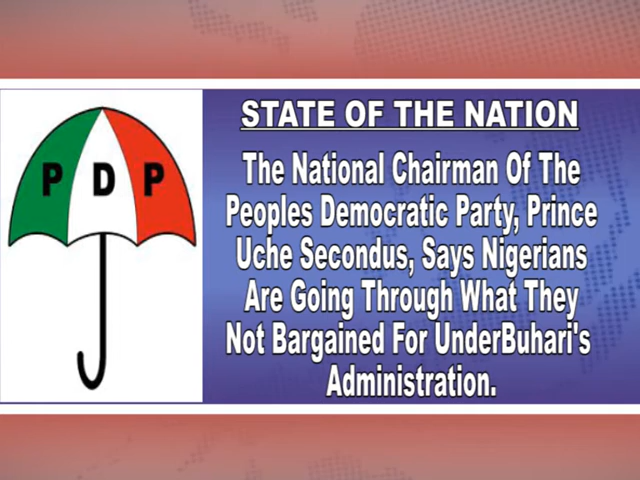 P D P
STATE OF THE NATION
The National Chairman Of The
Peoples Democratic Party, Prince
Uche Secondus, Says Nigerians
Are Going Through What They
Not Bargained For UnderBuhari's
Administration.